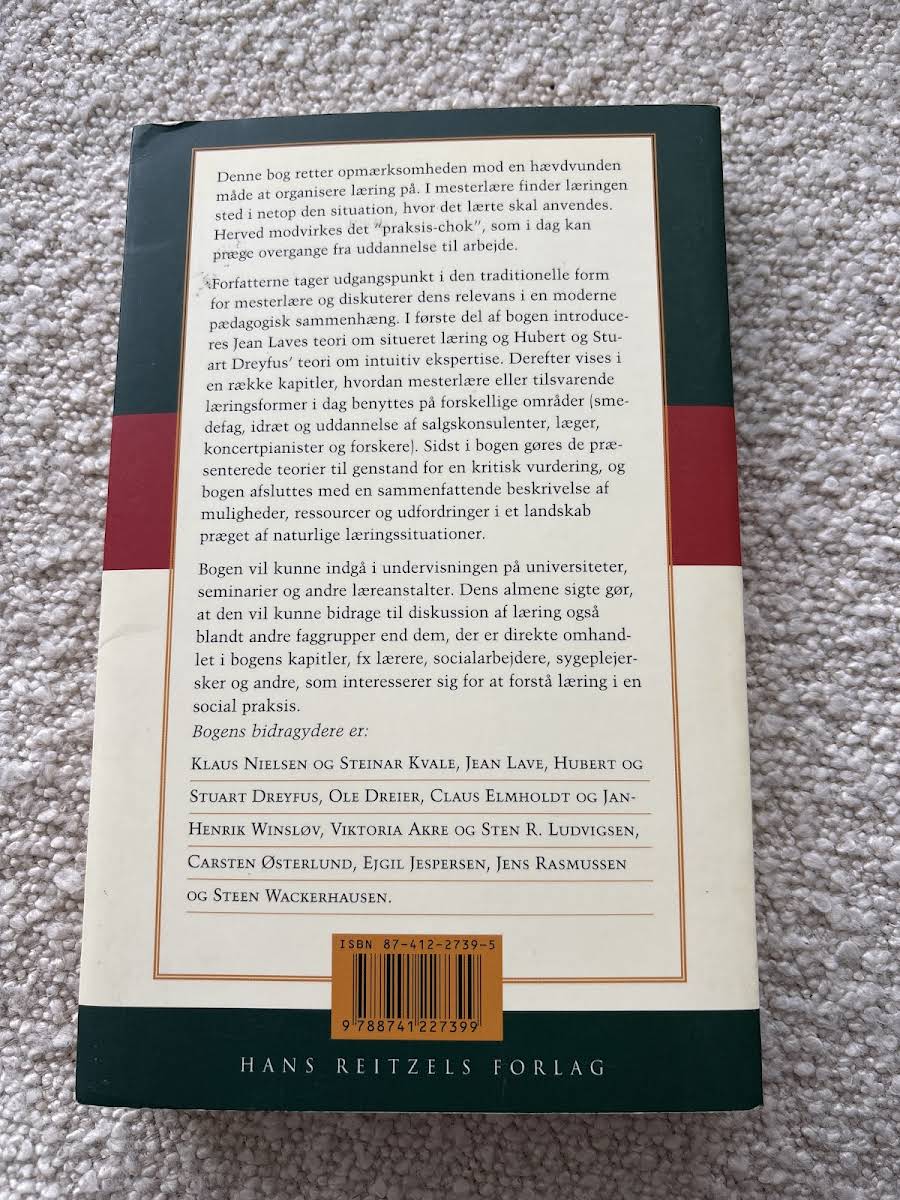 Denne bog retter opmærksomheden mod en hævdvunden
måde at organisere læring på. I mesterlære finder læringen
sted i netop den situation, hvor det lærte skal anvendes.
Herved modvirkes det "praksis-chok", som i dag kan
præge overgange fra uddannelse til arbejde.
Forfatterne tager udgangspunkt i den traditionelle form
for mesterlære og diskuterer dens relevans i en moderne
pædagogisk sammenhæng. I første del af bogen introduce-
res Jean Laves teori om situeret læring og Hubert og Stu-
art Dreyfus' teori om intuitiv ekspertise. Derefter vises i
en række kapitler, hvordan mesterlære eller tilsvarende
læringsformer i dag benyttes på forskellige områder (sme-
defag, idræt og uddannelse af salgskonsulenter, læger,
koncertpianister og forskere). Sidst i bogen gøres de præ-
senterede teorier til genstand for en kritisk vurdering, og
bogen afsluttes med en sammenfattende beskrivelse af
muligheder, ressourcer og udfordringer i et landskab
præget af naturlige læringssituationer.
Bogen vil kunne indgå i undervisningen på universiteter,
seminarier og andre læreanstalter. Dens almene sigte gør,
at den vil kunne bidrage til diskussion af læring også
blandt andre faggrupper end dem, der er direkte omhand-
let i bogens kapitler, fx lærere, socialarbejdere, sygeplejer-
sker og andre, som interesserer sig for at forstå læring i en
social praksis.
Bogens bidragydere er:
KLAUS NIELSEN OG STEINAR KVALE, JEAN LAVE, HUBERT OG
STUART DREYFUS, OLE DREIER, CLAUS ELMHOLDT OG JAN-
HENRIK WINSLØV, VIKTORIA AKRE OG STEN R. LUDVIGSEN,
CARSTEN ØSTERLUND, EJGIL JESPERSEN, JENS RASMUSSEN
OG STEEN WACKERHAUSEN.
ISBN 87-412-2739-5
9 788741 227399
HANS REITZELS FORLAG